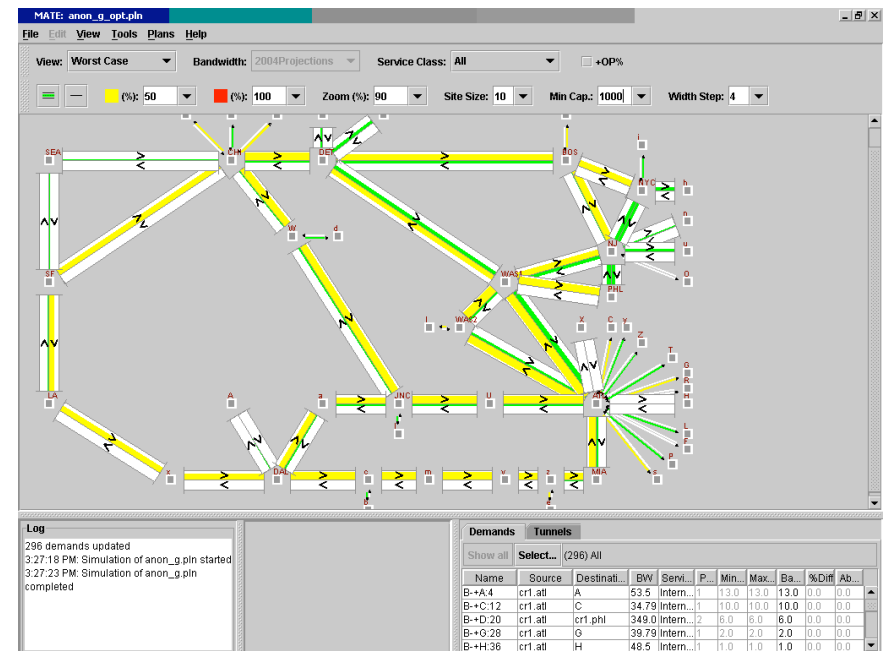 MATE: anon_g_opt.pln
File Edit View Tools Plans Help
View: Worst Case Bandwidth: 2004Projections Service Class: All +OP%
(%): 50 (%): 100 Zoom (%): 90 Site Size: 10 Min Cap.: 1000 Width Step: 4
SEA CHI DET BOS i
NYC h
n
W d NJ u
SF WAS1 O
PHL
I WAS2 X C Y Z
T
G
R
LA A a JNC U H
L
F
P
x DAL c m v z MIA s
B e
Log
296 demands updated
3:27:18 PM: Simulation of anon_g.pln started
3:27:23 PM: Simulation of anon_g.pln
completed
Demands Tunnels
Show all Select... (296) All
Name Source Destinati... BW Servi... P... Min... Max... Ba... %Diff Ab...
B-+A:4 cr1.atl A 53.5 Intern... 1 13.0 13.0 13.0 0.0 0.0
B-+C:12 cr1.atl C 34.79 Intern... 1 10.0 10.0 10.0 0.0 0.0
B-+D:20 cr1.atl cr1.phl 349.0 Intern... 2 6.0 6.0 6.0 0.0 0.0
B-+G:28 cr1.atl G 39.79 Intern... 1 2.0 2.0 2.0 0.0 0.0
B-+H:36 cr1.atl H 48.5 Intern... 1 1.0 1.0 1.0 0.0 0.0